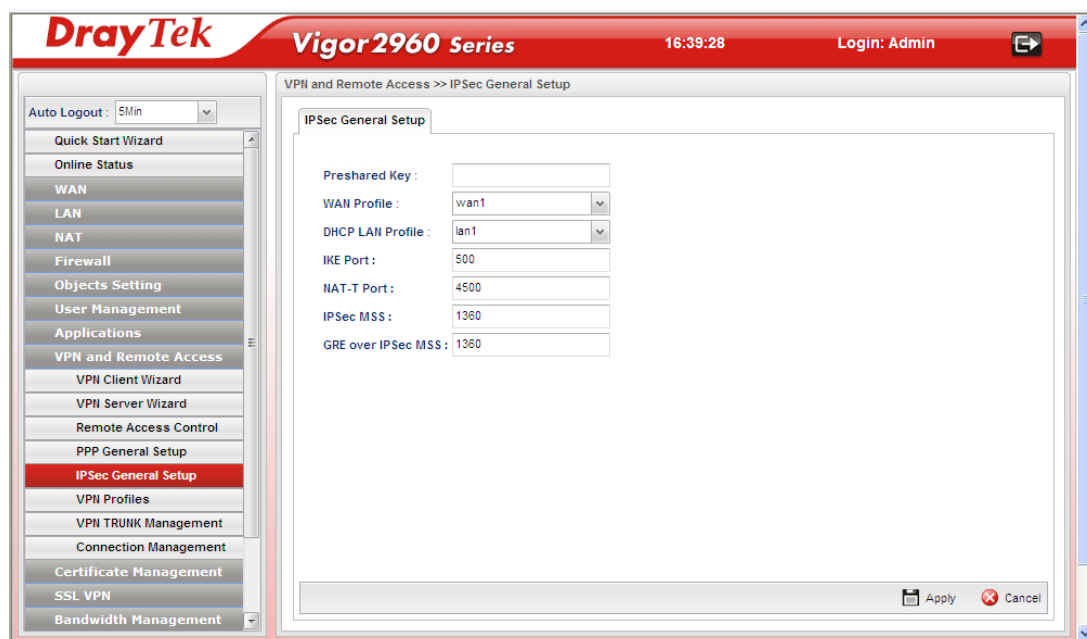 DrayTek
Vigor2960 Series
16:39:28
Login: Admin
Auto Logout : 5Min
Quick Start Wizard
Online Status
WAN
LAN
NAT
Firewall
Objects Setting
User Management
Applications
VPN and Remote Access
VPN Client Wizard
VPN Server Wizard
Remote Access Control
PPP General Setup
IPSec General Setup
VPN Profiles
VPN TRUNK Management
Connection Management
Certificate Management
SSL VPN
Bandwidth Management
VPN and Remote Access >> IPSec General Setup
IPSec General Setup
Preshared Key :
WAN Profile : wan1
DHCP LAN Profile : lan1
IKE Port : 500
NAT-T Port : 4500
IPSec MSS : 1360
GRE over IPSec MSS : 1360
Apply
Cancel